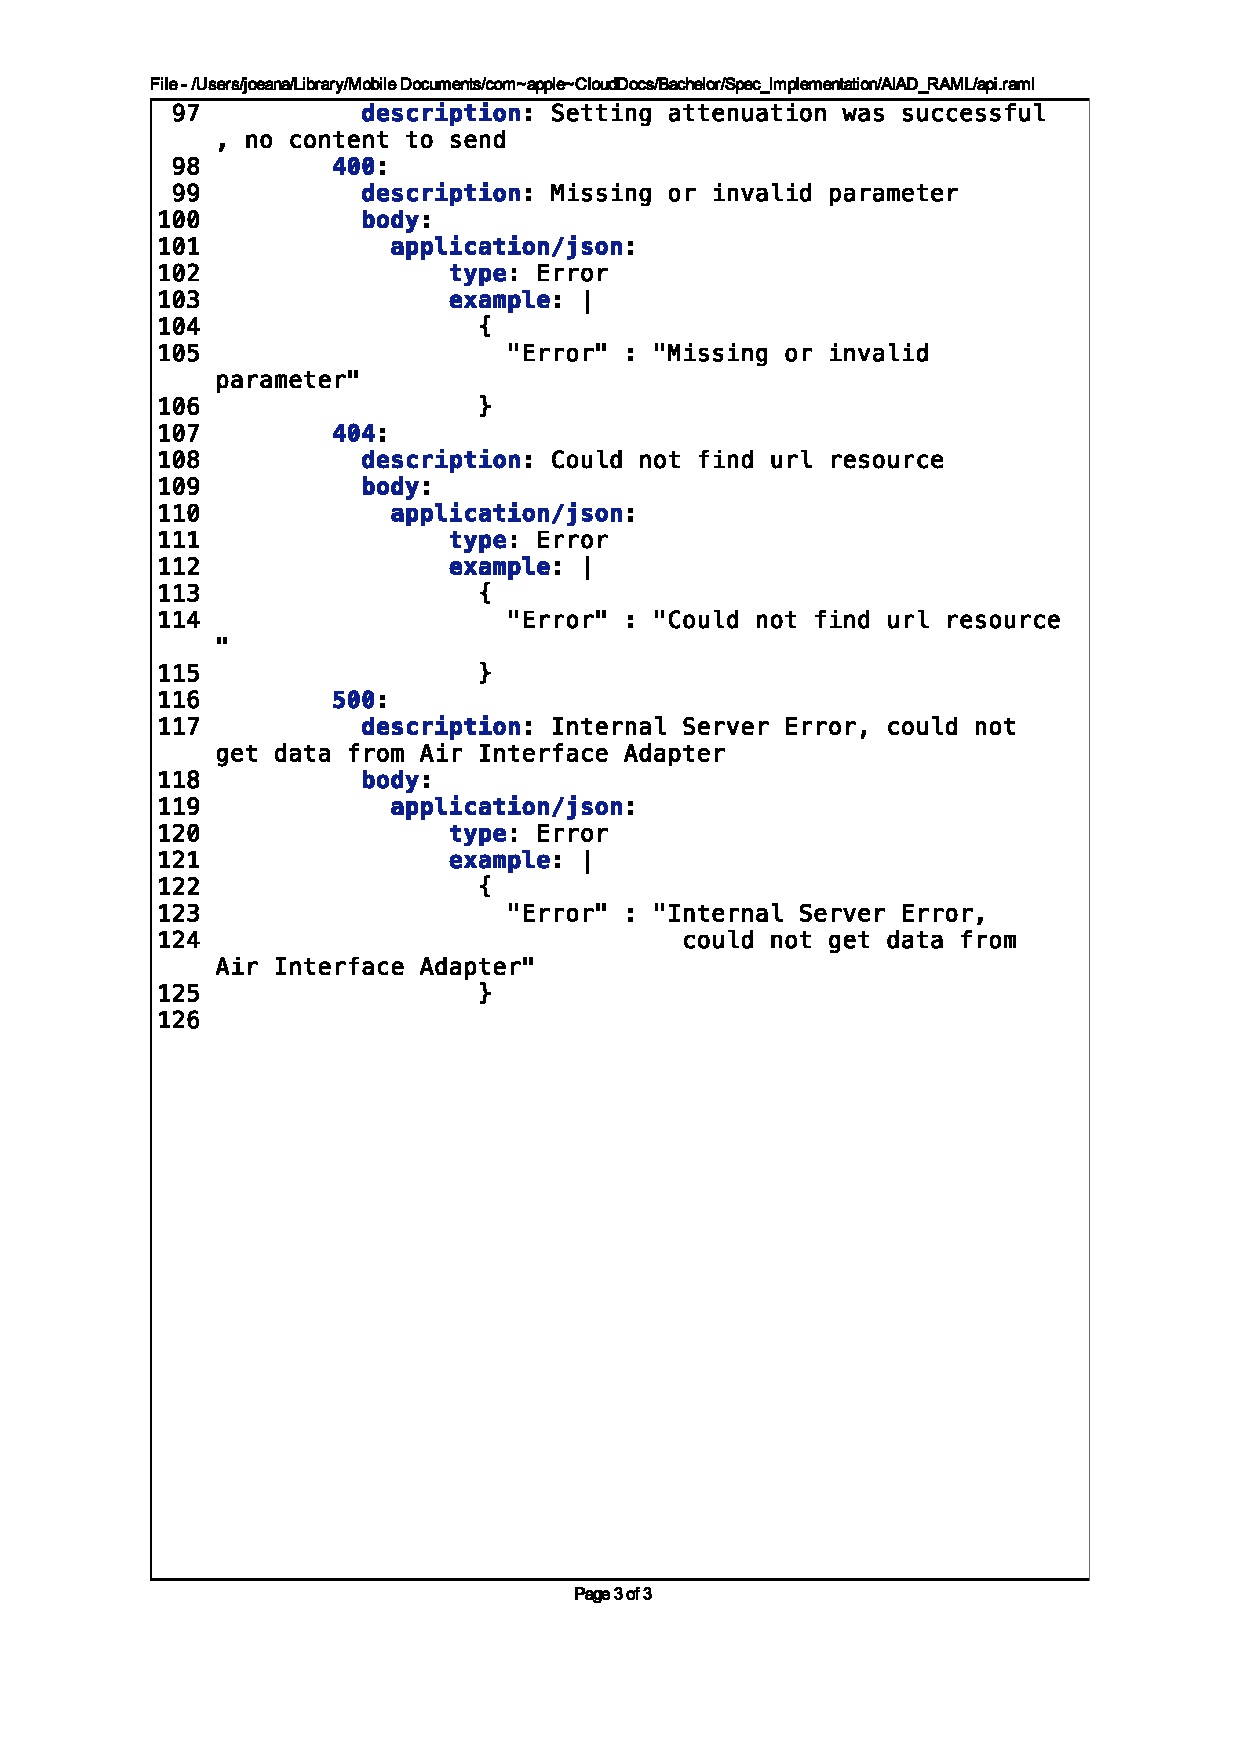 File - /Users/joeana/Library/Mobile Documents/com~apple~CloudDocs/Bachelor/Spec_Implementation/AIAD_RAML/api.raml
97           description: Setting attenuation was successful
    , no content to send
98         400:
99           description: Missing or invalid parameter
100           body:
101             application/json:
102                 type: Error
103                 example: |
104                   {
105                     "Error" : "Missing or invalid
    parameter"
106                   }
107         404:
108           description: Could not find url resource
109           body:
110             application/json:
111                 type: Error
112                 example: |
113                   {
114                     "Error" : "Could not find url resource
    "
115                   }
116         500:
117           description: Internal Server Error, could not
    get data from Air Interface Adapter
118           body:
119             application/json:
120                 type: Error
121                 example: |
122                   {
123                     "Error" : "Internal Server Error,
124                                 could not get data from
    Air Interface Adapter"
125                   }
126
Page 3 of 3